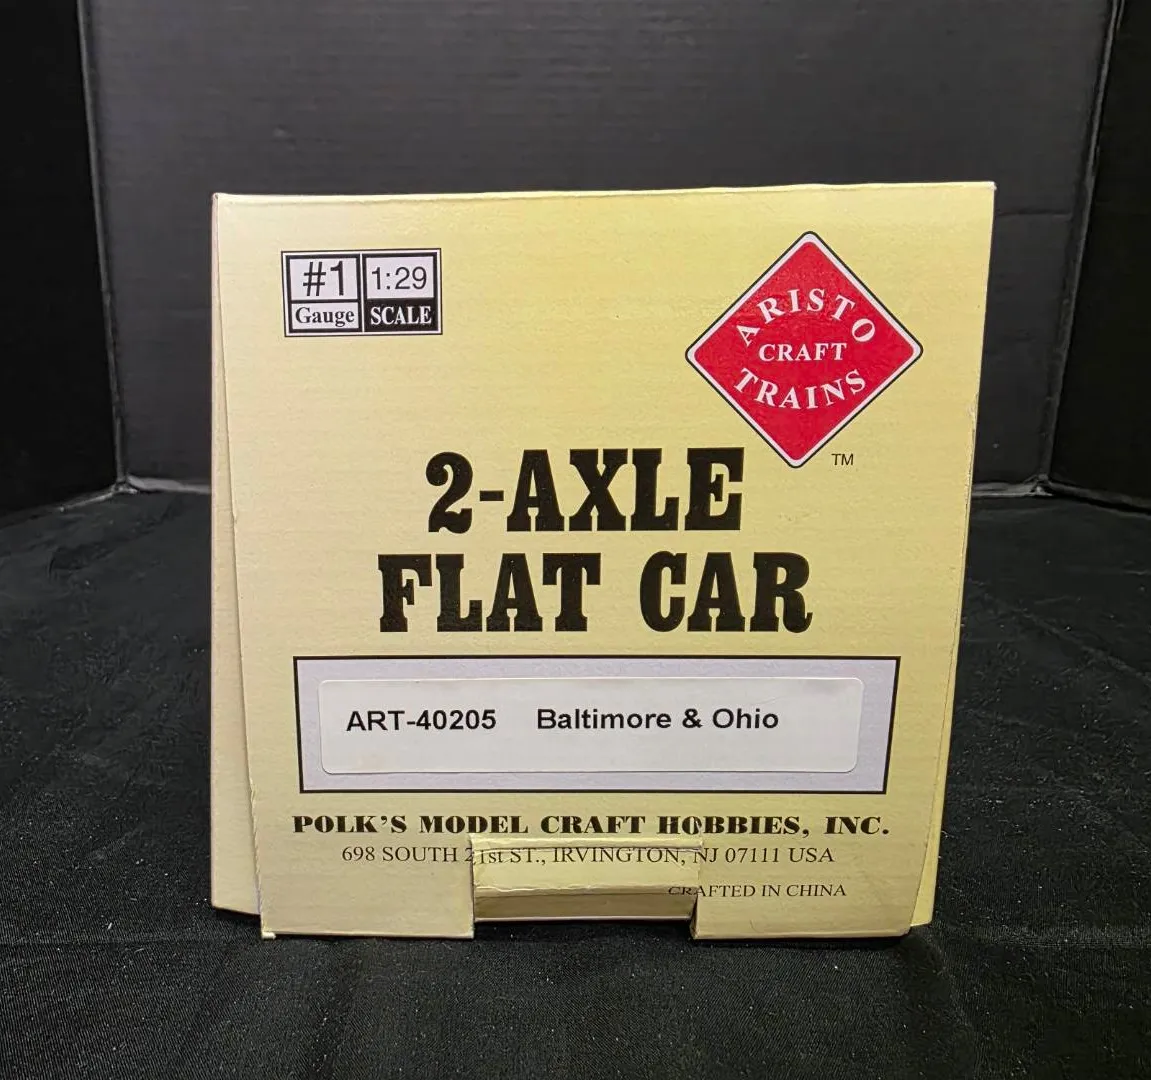 #1 1:29
Gauge SCALE
ARISTO
CRAFT
TRAINS
TM
2-AXLE
FLAT CAR
ART-40205 Baltimore & Ohio
POLK'S MODEL CRAFT HOBBIES, INC.
698 SOUTH 21st ST., IRVINGTON, NJ 07111 USA
CRAFTED IN CHINA